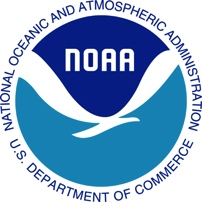 NATIONAL OCEANIC AND ATMOSPHERIC ADMINISTRATION
NOAA
U.S. DEPARTMENT OF COMMERCE